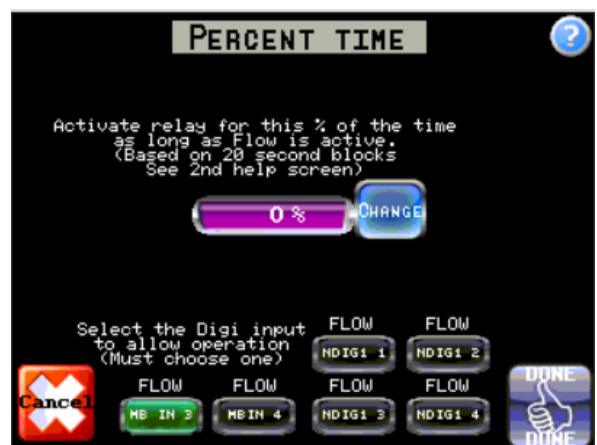 PERCENT TIME
?
Activate relay for this % of the time
as long as Flow is active.
(Based on 20 second blocks
See 2nd help screen)
0 %
CHANGE
Select the Digi input
to allow operation
(Must choose one)
FLOW
FLOW
NDIG1 1
NDIG1 2
Cancel
FLOW
FLOW
FLOW
FLOW
MB IN 3
MBIN 4
NDIG1 3
NDIG1 4
DONE
DONE